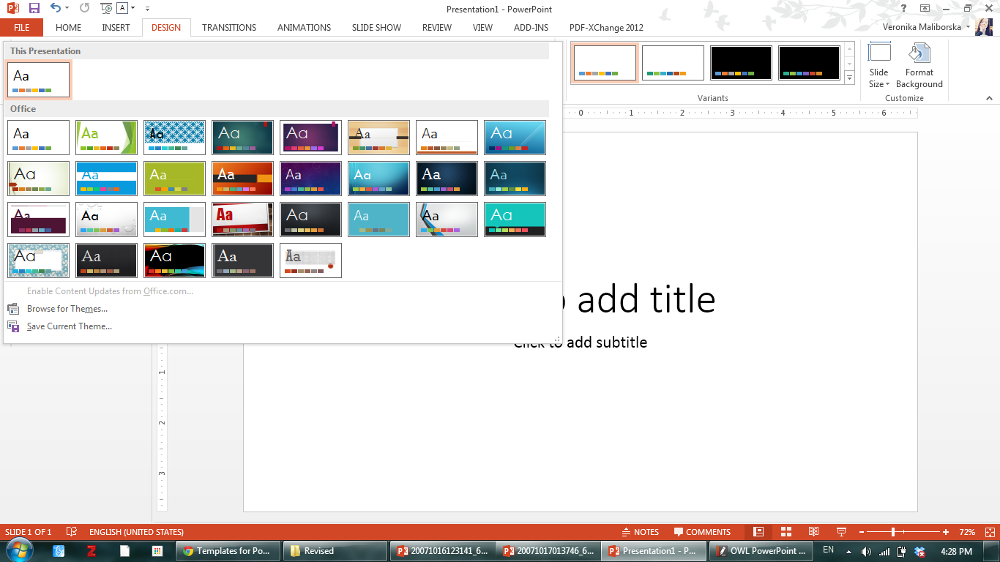 Presentation1 - PowerPoint
FILE HOME INSERT DESIGN TRANSITIONS ANIMATIONS SLIDE SHOW REVIEW VIEW ADD-INS PDF-XChange 2012 Veronika Maliborska
This Presentation
Aa
Office
Aa Aa Aa Aa Aa Aa Aa Aa
Aa Aa Aa Aa Aa Aa Aa Aa
Aa Aa Aa Aa Aa Aa Aa Aa
Aa Aa Aa Aa Aa
Enable Content Updates from Office.com...
Browse for Themes...
Save Current Theme...
Slide Size
Format Background
Variants
Customize
0 1 2 3 4 5 6
add title
Click to add subtitle
1
2
3
SLIDE 1 OF 1 ENGLISH (UNITED STATES) NOTES COMMENTS 72%
Templates for Po... Revised 20071016123141_6... 20071017013746_6... Presentation1 - P... OWL PowerPoint ... EN 4:28 PM